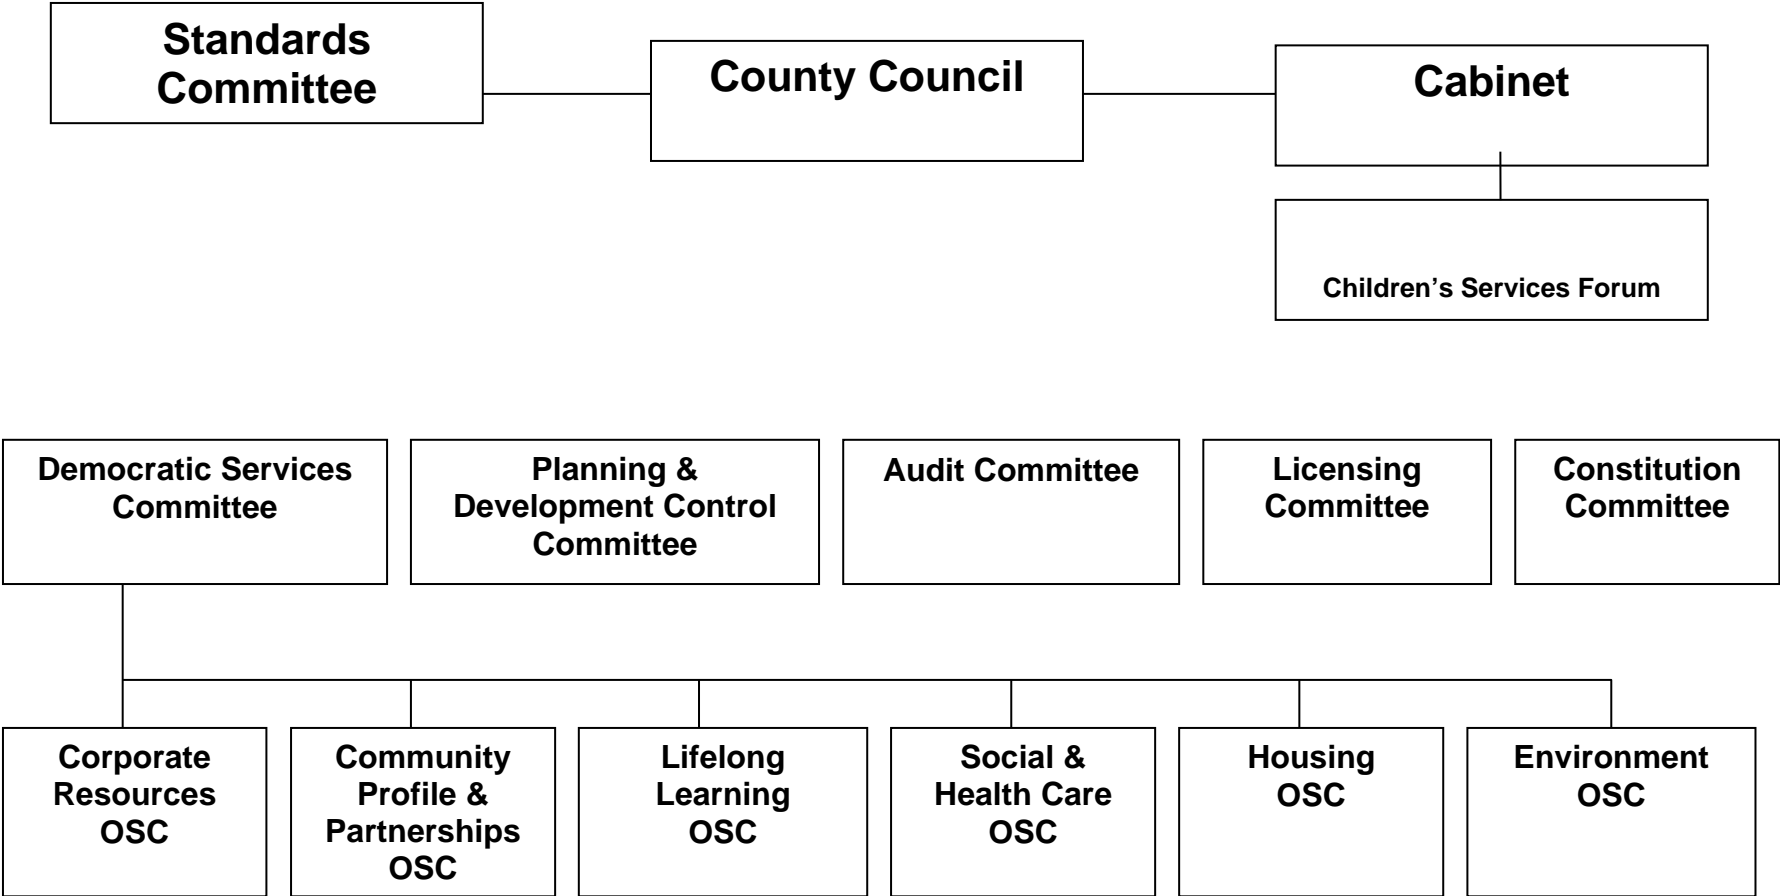 Standards
Committee
County Council
Cabinet
Children’s Services Forum
Democratic Services
Committee
Planning &
Development Control
Committee
Audit Committee
Licensing
Committee
Constitution
Committee
Corporate
Resources
OSC
Community
Profile &
Partnerships
OSC
Lifelong
Learning
OSC
Social &
Health Care
OSC
Housing
OSC
Environment
OSC